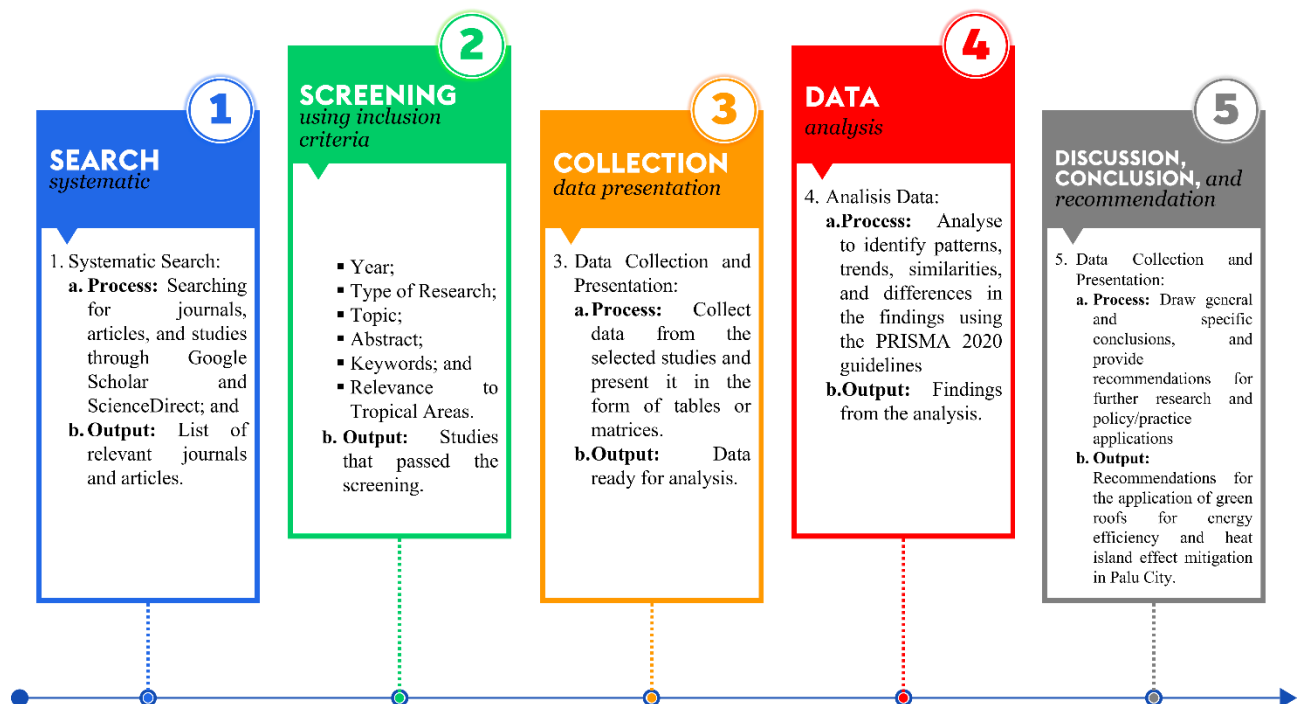 1
SEARCH
systematic
1. Systematic Search:
a. Process: Searching
for journals,
articles, and studies
through Google
Scholar and
ScienceDirect; and
b. Output: List of
relevant journals
and articles.
2
SCREENING
using inclusion
criteria
▪ Year;
▪ Type of Research;
▪ Topic;
▪ Abstract;
▪ Keywords; and
▪ Relevance to
Tropical Areas.
b. Output: Studies
that passed the
screening.
3
COLLECTION
data presentation
3. Data Collection and
Presentation:
a. Process: Collect
data from the
selected studies and
present it in the
form of tables or
matrices.
b. Output: Data
ready for analysis.
4
DATA
analysis
4. Analisis Data:
a. Process: Analyse
to identify patterns,
trends, similarities,
and differences in
the findings using
the PRISMA 2020
guidelines
b. Output: Findings
from the analysis.
5
DISCUSSION,
CONCLUSION, and
recommendation
5. Data Collection and
Presentation:
a. Process: Draw general
and specific
conclusions, and
provide
recommendations for
further research and
policy/practice
applications
b. Output:
Recommendations for
the application of green
roofs for energy
efficiency and heat
island effect mitigation
in Palu City.